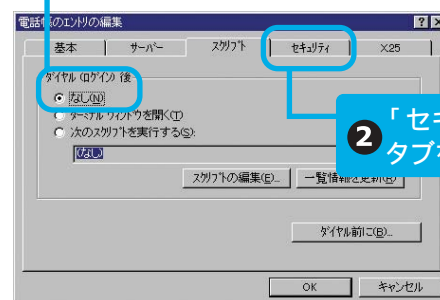 電話帳のエントリの編集
基本 サーバー スクリプト セキュリティ X.25
ダイヤル (ログイン) 後
なし(N)
ターミナル ウィンドウを開く(T)
次のスクリプトを実行する(S):
(なし)
スクリプトの編集(E)... 一覧情報を更新(R)
ダイヤル前に(B)...
OK キャンセル
❷ 「セキ
タブを